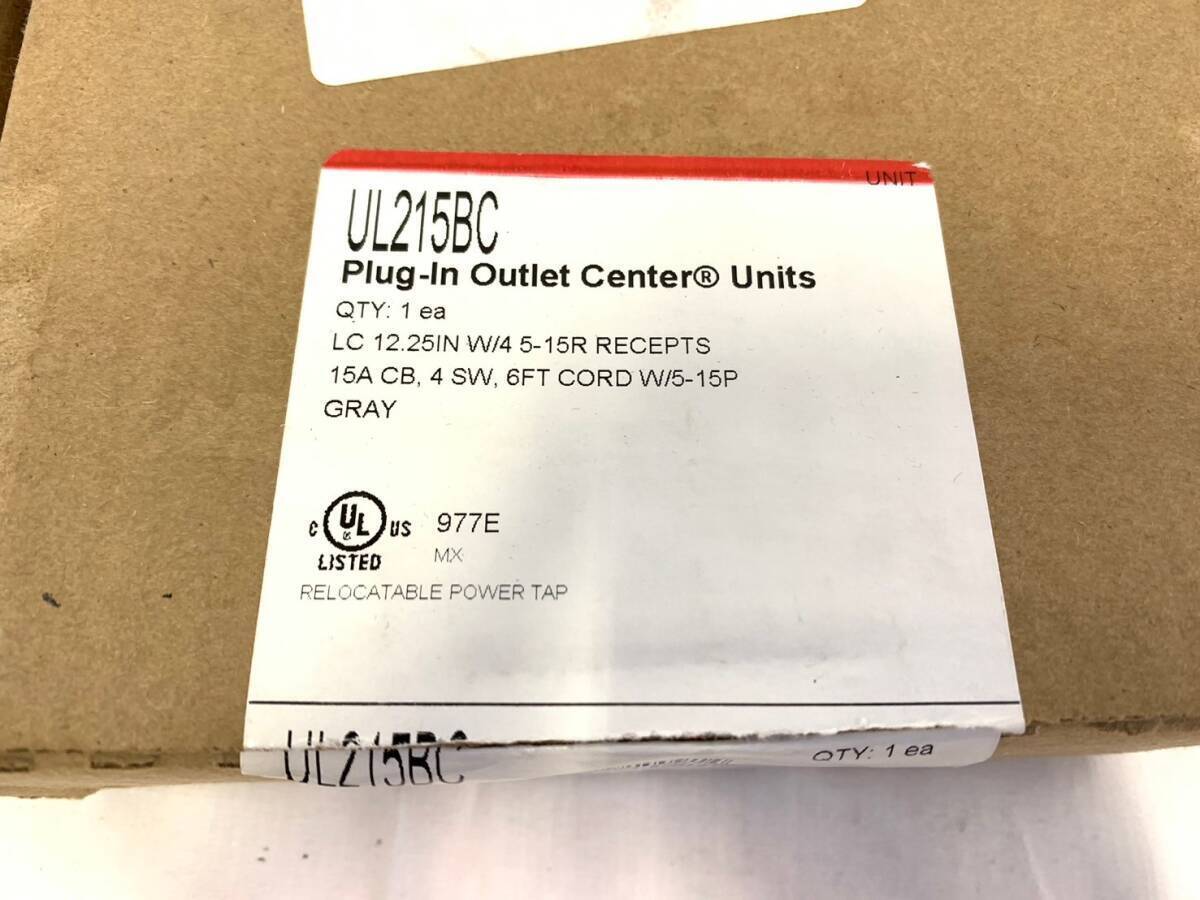 UNIT
UL215BC
Plug-In Outlet Center® Units
QTY: 1 ea
LC 12.25IN W/4 5-15R RECEPTS
15A CB, 4 SW, 6FT CORD W/5-15P
GRAY
C UL US 977E
LISTED MX
RELOCATABLE POWER TAP
UL215BC QTY: 1 ea